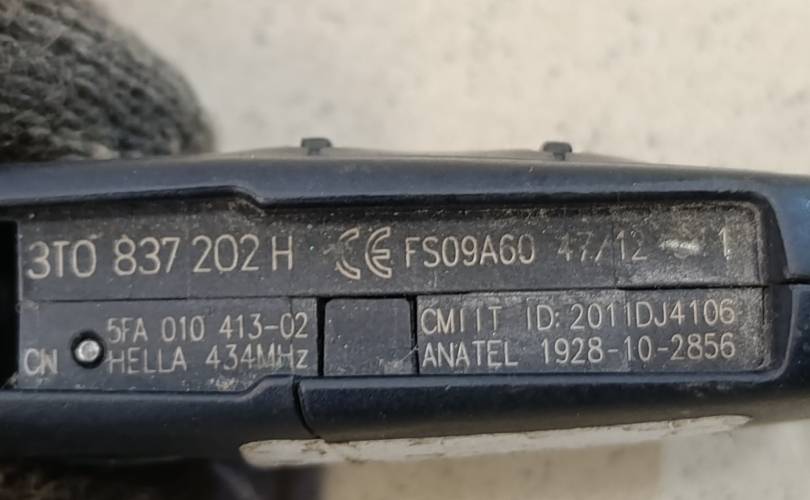 3T0 837 202 H CE FS09A60 47/12 1
5FA 010 413-02
CN HELLA 434MHz
CMIIT ID: 2011DJ4106
ANATEL 1928-10-2856